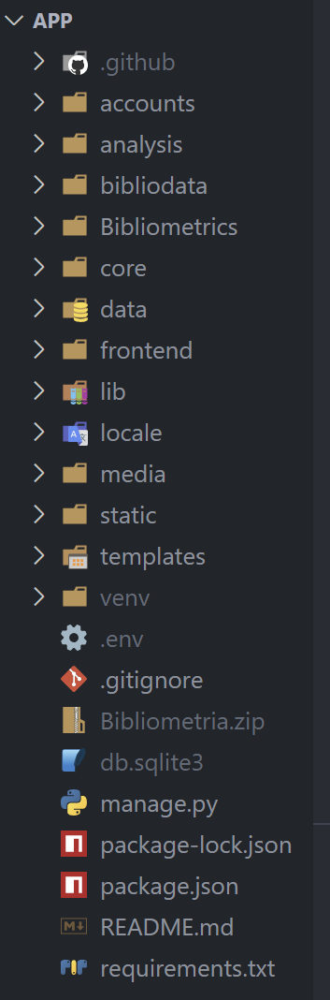 APP
.github
accounts
analysis
bibliodata
Bibliometrics
core
data
frontend
lib
locale
media
static
templates
venv
.env
.gitignore
Bibliometria.zip
db.sqlite3
manage.py
package-lock.json
package.json
README.md
requirements.txt